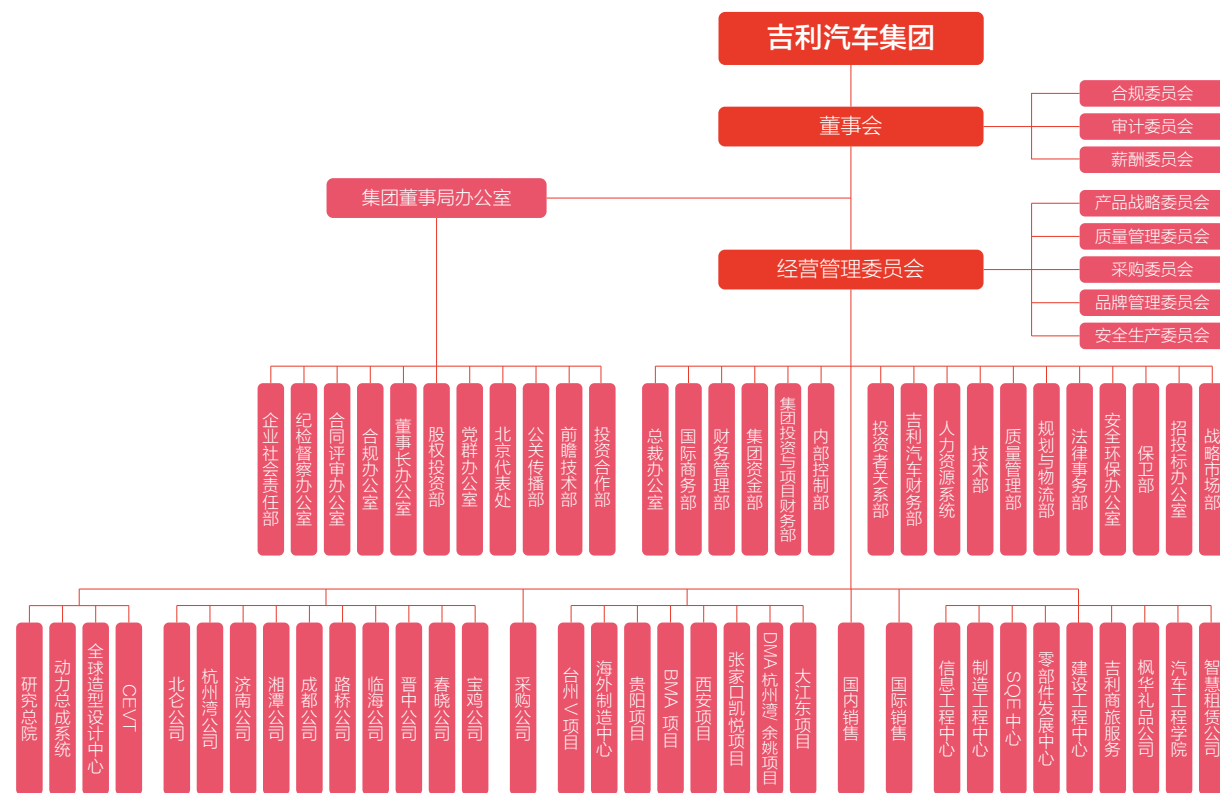 吉利汽车集团
董事会
合规委员会
审计委员会
薪酬委员会
集团董事局办公室
经营管理委员会
产品战略委员会
质量管理委员会
采购委员会
品牌管理委员会
安全生产委员会
企业社会责任部
纪检督察办公室
合同评审办公室
合规办公室
董事长办公室
股权投资部
党群办公室
北京代表处
公关传播部
前瞻技术部
投资合作部
总裁办公室
国际商务部
财务管理部
集团资金部
集团投资与项目财务部
内部控制部
投资者关系部
吉利汽车财务部
人力资源系统
技术部
质量管理部
规划与物流部
法律事务部
安全环保办公室
保卫部
招投标办公室
战略市场部
研究总院
动力总成系统
全球造型设计中心
CEVT
北仑公司
杭州湾公司
济南公司
湘潭公司
成都公司
路桥公司
临海公司
晋中公司
春晓公司
宝鸡公司
采购公司
台州 V 项目
海外制造中心
贵阳项目
BMA 项目
西安项目
张家口凯悦项目
DMA 杭州湾/余姚项目
大江东项目
国内销售
国际销售
信息工程中心
制造工程中心
SQE 中心
零部件发展中心
建设工程中心
吉利商旅服务
枫华礼品公司
汽车工程学院
智慧租赁公司